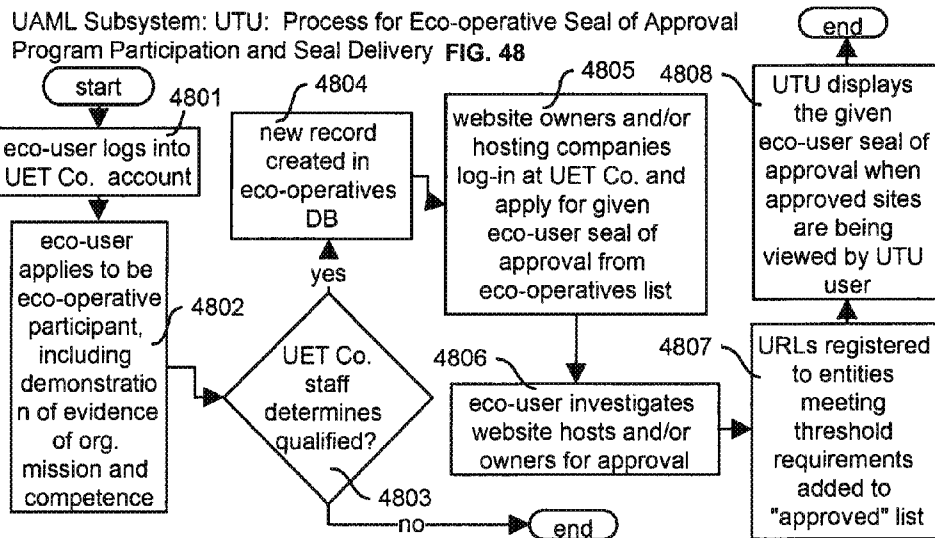 UAML Subsystem: UTU: Process for Eco-operative Seal of Approval
Program Participation and Seal Delivery FIG. 48
start
4801
eco-user logs into
UET Co. account
eco-user
applies to be
eco-operative
participant,
including
demonstratio
n of evidence
of org.
mission and
competence
4802
UET Co.
staff
determines
qualified?
4803
no
end
yes
4804
new record
created in
eco-operatives
DB
4805
website owners and/or
hosting companies
log-in at UET Co. and
apply for given
eco-user seal of
approval from
eco-operatives list
4806
eco-user investigates
website hosts and/or
owners for approval
4807
URLs registered
to entities
meeting
threshold
requirements
added to
"approved" list
4808
UTU displays
the given
eco-user seal of
approval when
approved sites
are being
viewed by UTU
user
end